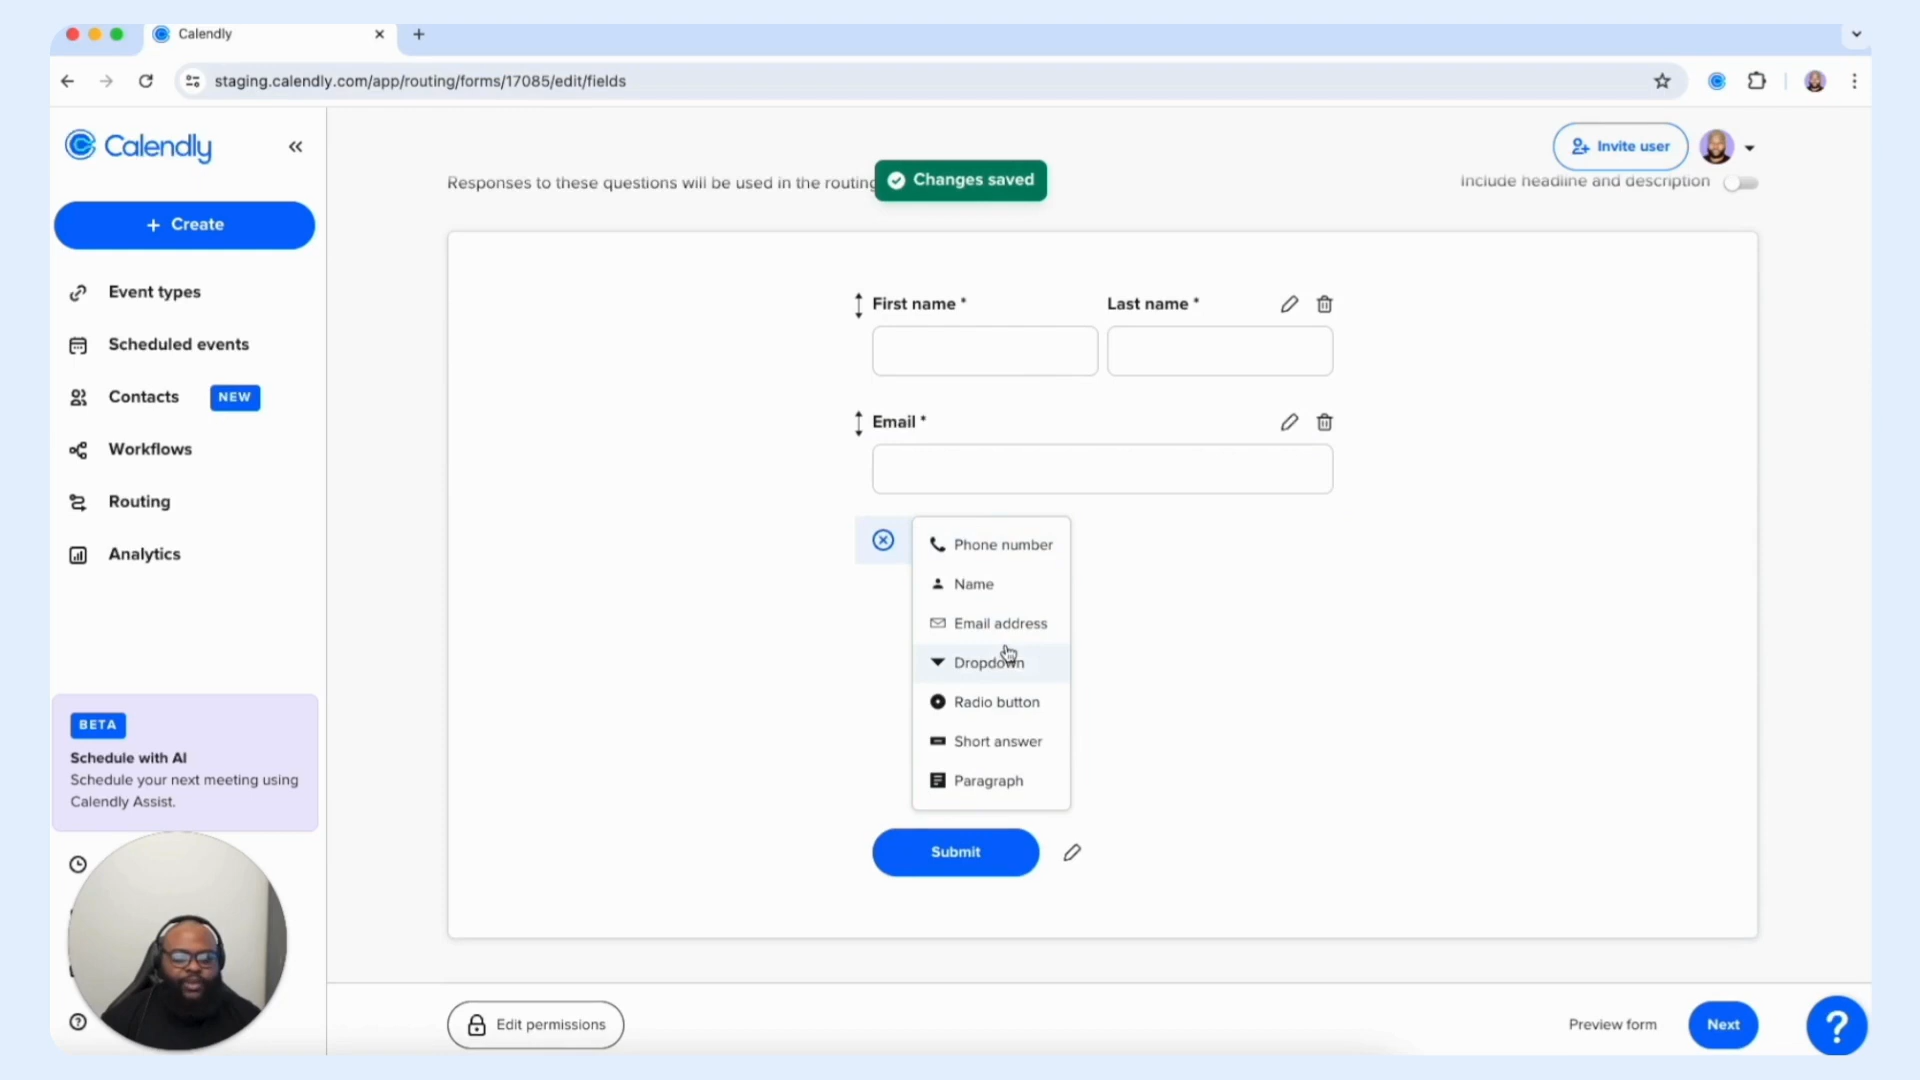 Calendly
staging.calendly.com/app/routing/forms/17085/edit/fields
Calendly
Invite user
Responses to these questions will be used in the routing
Changes saved
Include headline and description
+ Create
Event types
Scheduled events
Contacts NEW
Workflows
Routing
Analytics
First name *
Last name *
Email *
Phone number
Name
Email address
Dropdown
Radio button
Short answer
Paragraph
Submit
BETA
Schedule with AI
Schedule your next meeting using
Calendly Assist.
Edit permissions
Preview form
Next
?